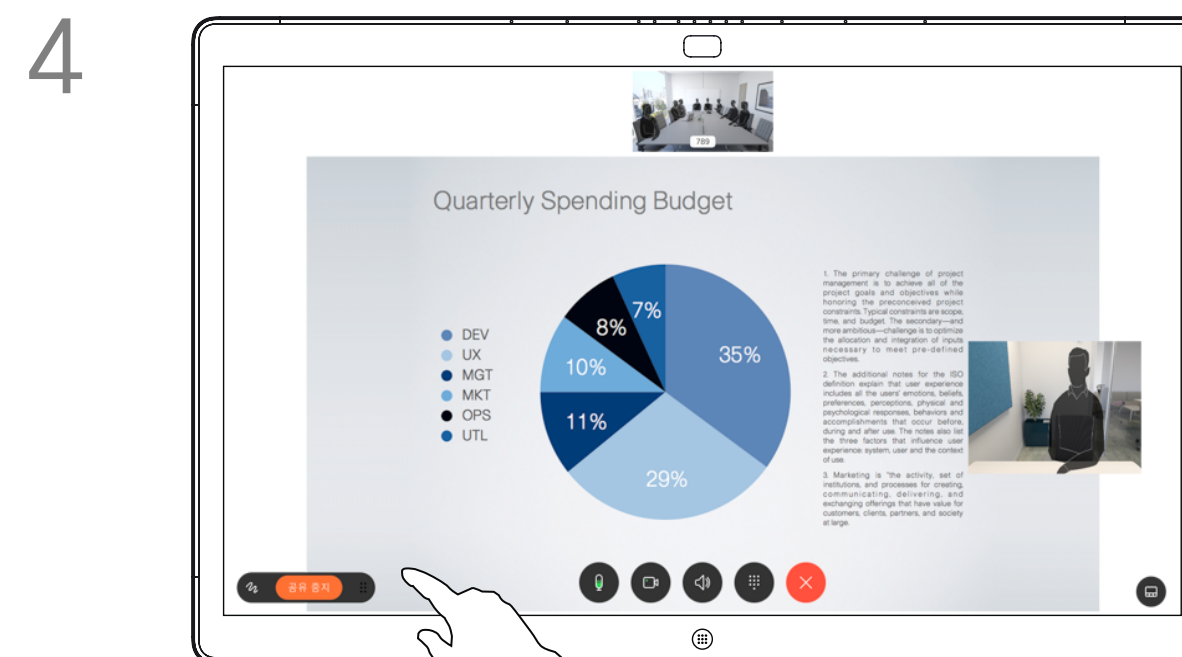 4
789
Quarterly Spending Budget
DEV
UX
MGT
MKT
OPS
UTL
7%
8%
35%
10%
11%
29%
1. The primary challenge of project
management is to achieve all of the
project goals and objectives while
honoring the preconceived project
constraints. Typical constraints are scope,
time, and budget. The secondary—and
more ambitious—challenge is to optimize
the allocation and integration of inputs
necessary to meet pre-defined
objectives.
2. The additional notes for the ISO
definition explain that user experience
includes all the users' emotions, beliefs,
preferences, perceptions, physical and
psychological responses, behaviors and
accomplishments that occur before,
during and after use. The notes also list
the three factors that influence user
experience: system, user and the context
of use.
3. Marketing is "the activity, set of
institutions, and processes for creating,
communicating, delivering, and
exchanging offerings that have value for
customers, clients, partners, and society
at large.
공유 중지